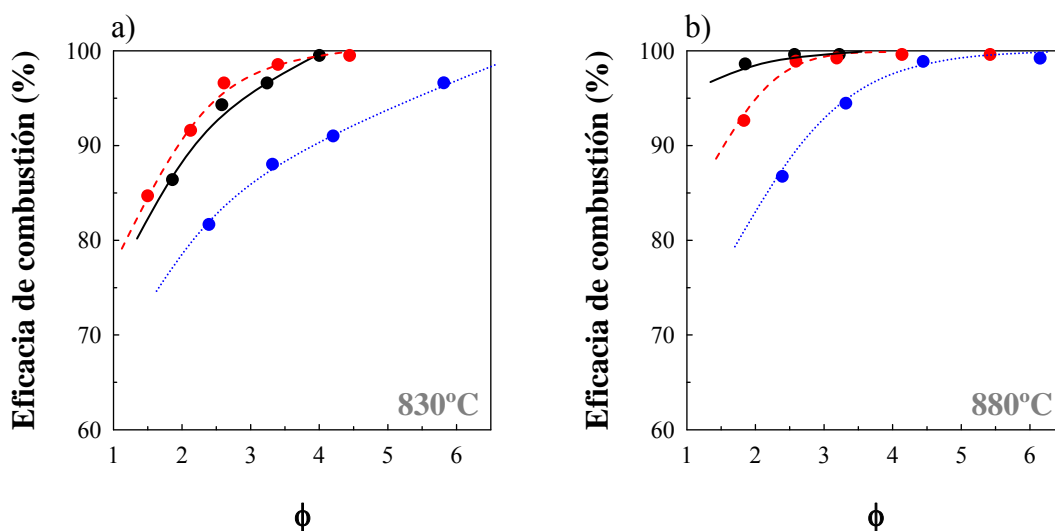 a)
Eficacia de combustión (%)
100
90
80
70
60
830ºC
1 2 3 4 5 6
ϕ
b)
Eficacia de combustión (%)
100
90
80
70
60
880ºC
1 2 3 4 5 6
ϕ